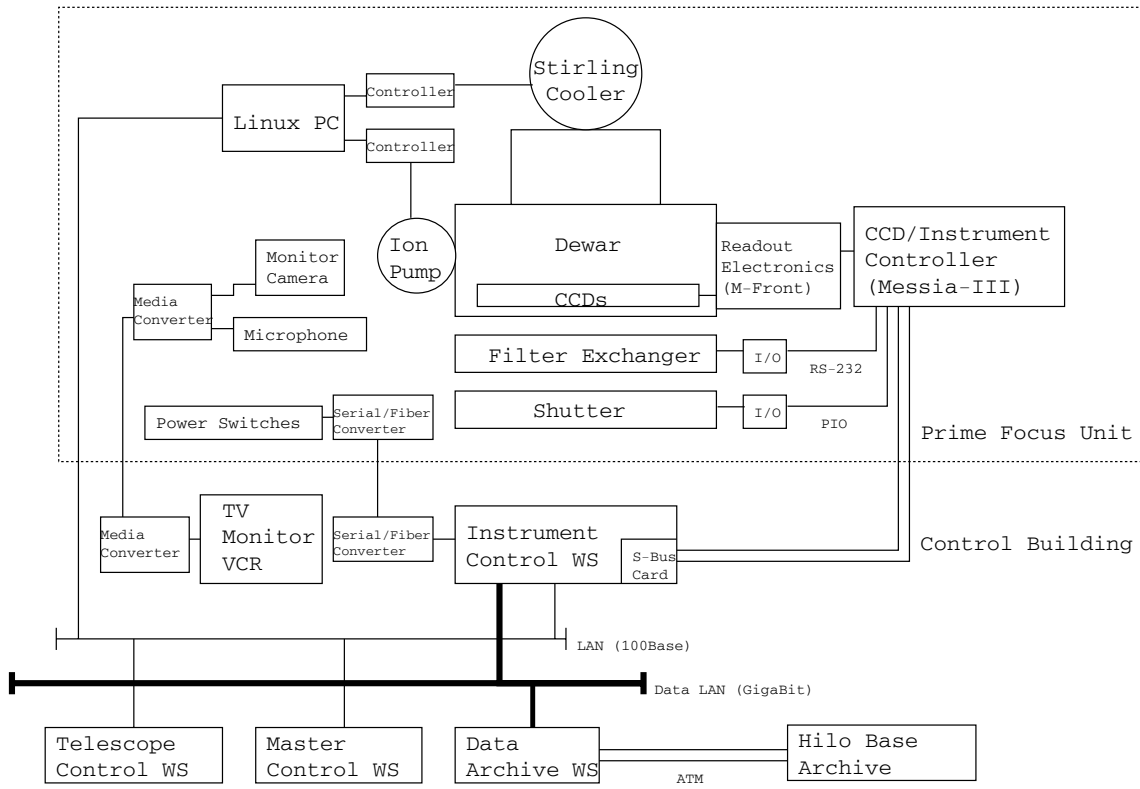 Stirling
Cooler
Controller
Linux PC
Controller
Ion
Pump
Dewar
CCDs
Readout
Electronics
(M-Front)
CCD/Instrument
Controller
(Messia-III)
Monitor
Camera
Media
Converter
Microphone
Filter Exchanger
I/O
RS-232
Shutter
I/O
PIO
Power Switches
Serial/Fiber
Converter
Prime Focus Unit
Media
Converter
TV
Monitor
VCR
Serial/Fiber
Converter
Instrument
Control WS
S-Bus
Card
Control Building
LAN (100Base)
Data LAN (GigaBit)
Telescope
Control WS
Master
Control WS
Data
Archive WS
ATM
Hilo Base
Archive